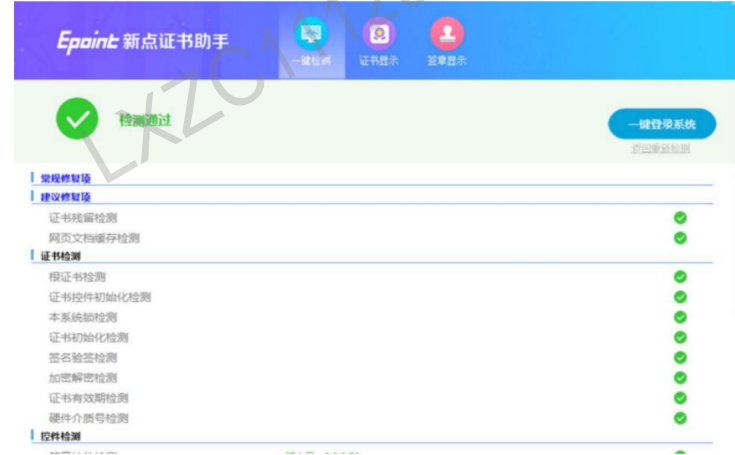 Epoint 新点证书助手
一键检测 证书显示 签章显示
检测通过
一键登录系统
返回重新检测
常规修复项
建议修复项
证书残留检测
网页文档缓存检测
证书检测
根证书检测
证书控件初始化检测
本系统锁检测
证书初始化检测
签名验签检测
加密解密检测
证书有效期检测
硬件介质号检测
控件检测